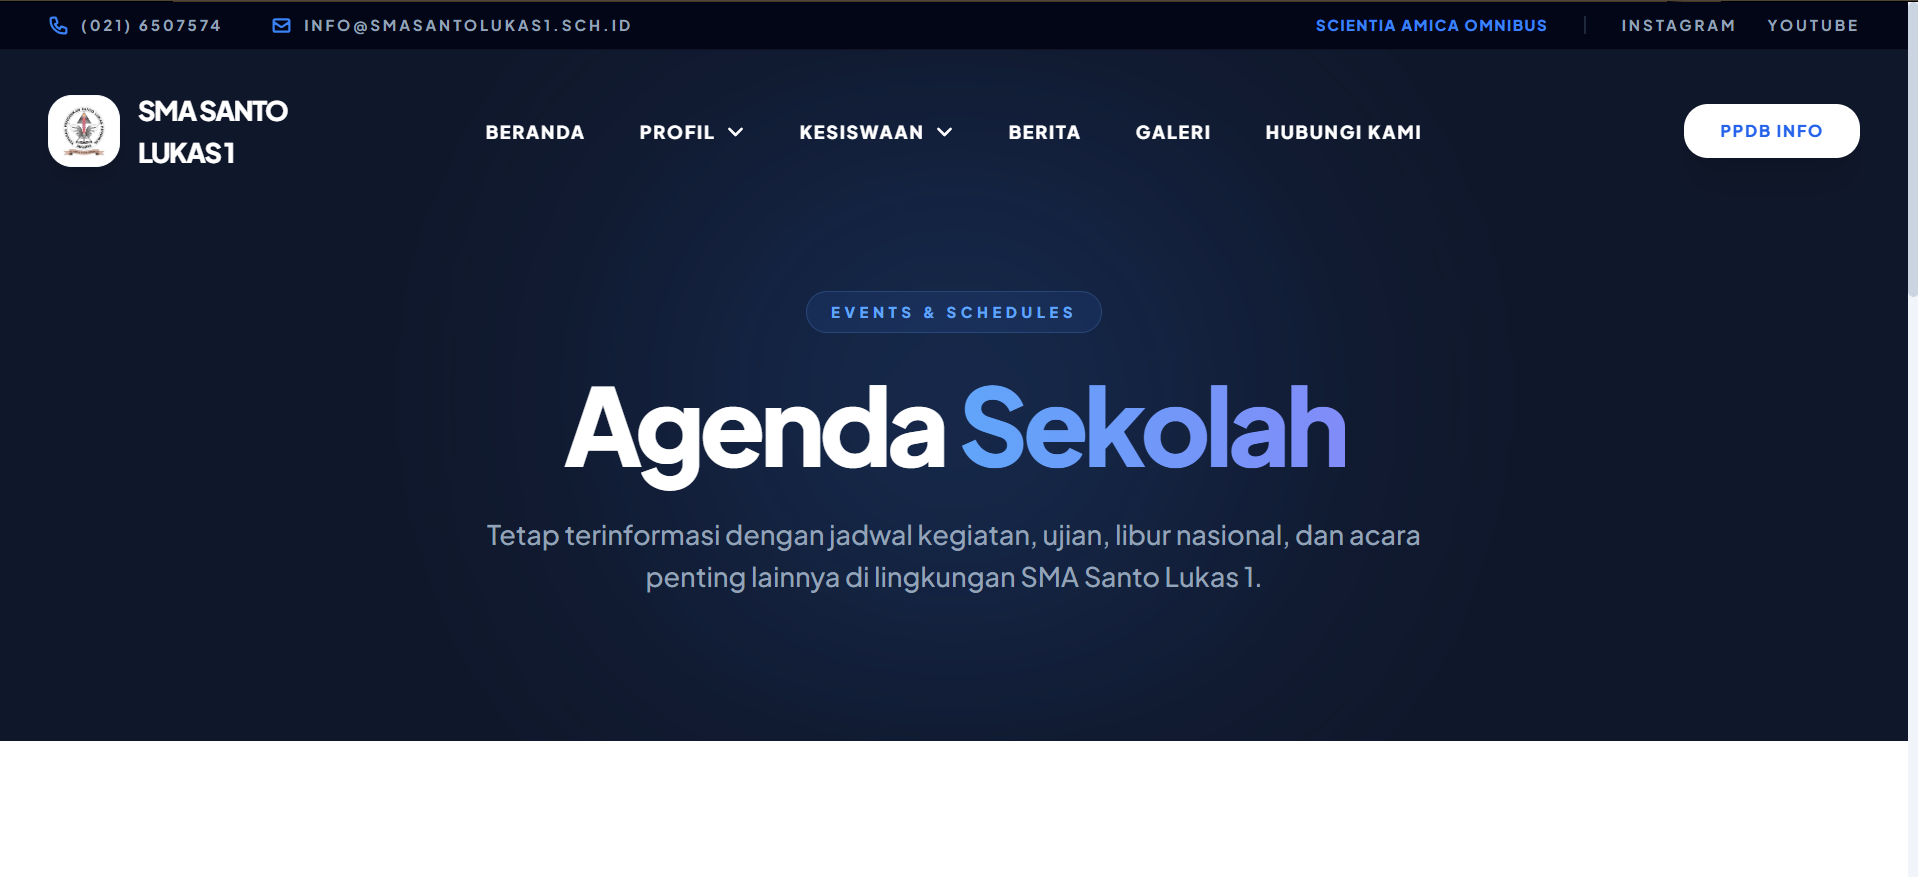 (021) 6507574
INFO@SMASANTOLUKAS1.SCH.ID
SCIENTIA AMICA OMNIBUS
INSTAGRAM
YOUTUBE
SMA SANTO
LUKAS 1
BERANDA
PROFIL
KESISWAAN
BERITA
GALERI
HUBUNGI KAMI
PPDB INFO
EVENTS & SCHEDULES
Agenda Sekolah
Tetap terinformasi dengan jadwal kegiatan, ujian, libur nasional, dan acara
penting lainnya di lingkungan SMA Santo Lukas 1.